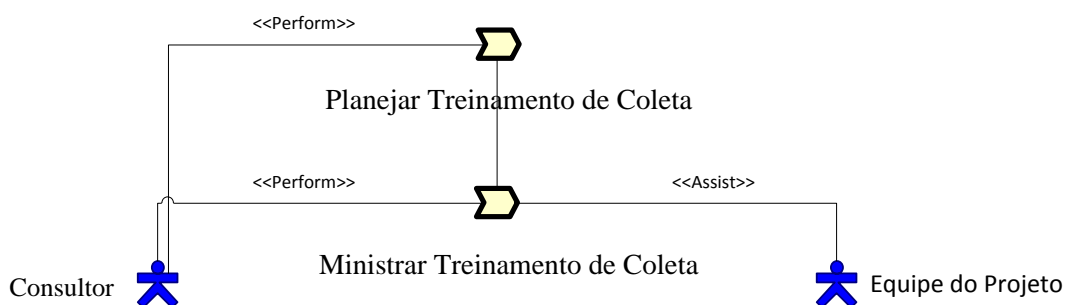 <<Perform>>
Planejar Treinamento de Coleta
<<Perform>>
<<Assist>>
Ministrar Treinamento de Coleta
Consultor
Equipe do Projeto